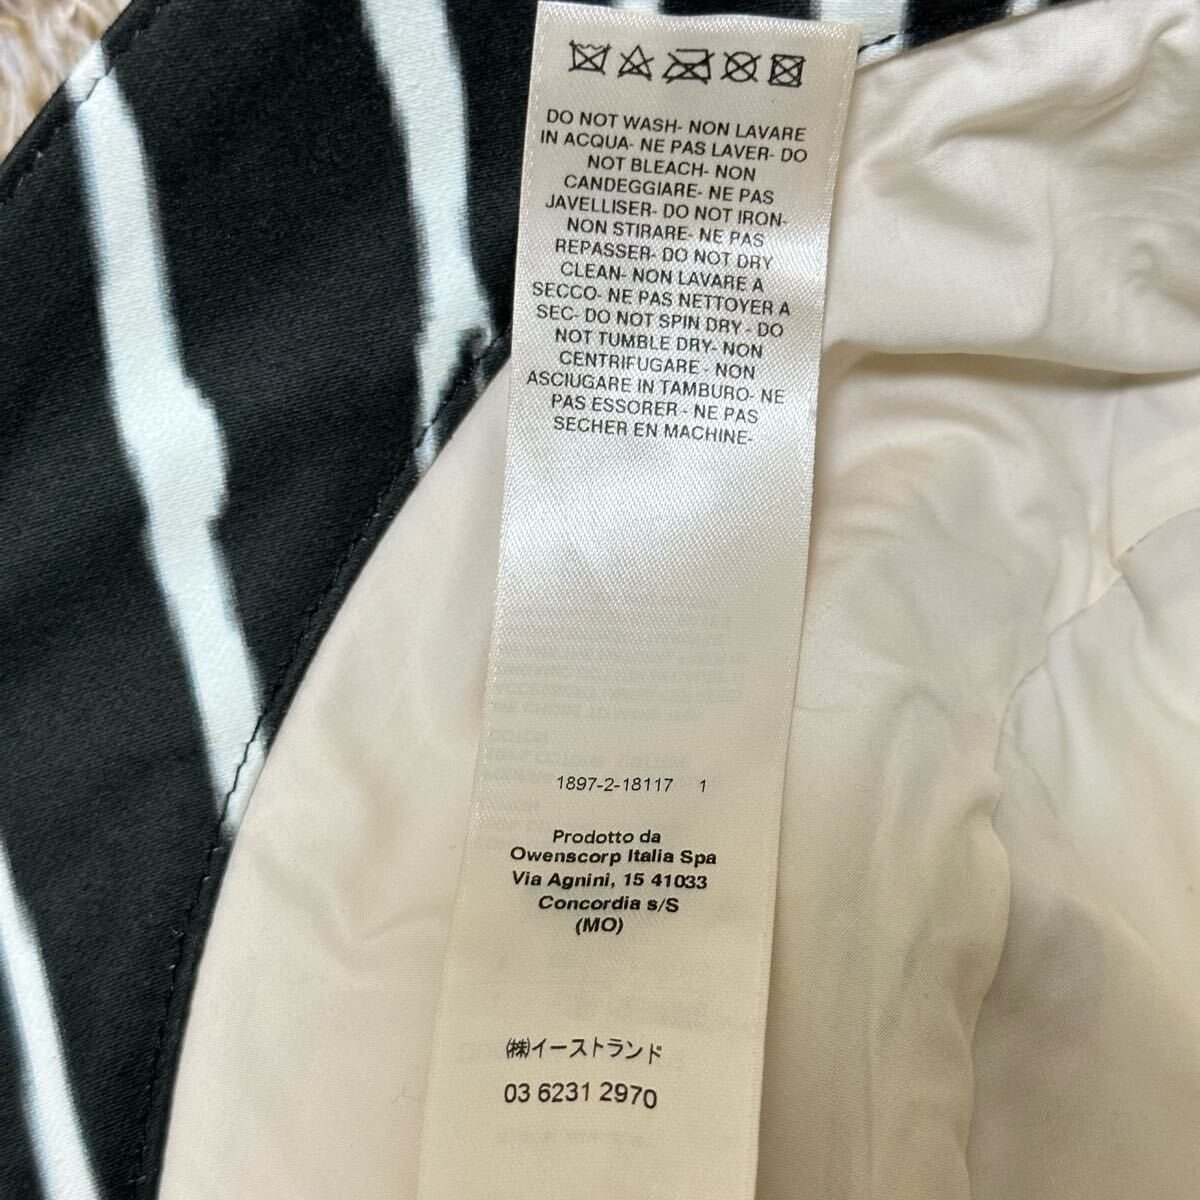 DO NOT WASH- NON LAVARE
IN ACQUA- NE PAS LAVER- DO
NOT BLEACH- NON
CANDEGGIARE- NE PAS
JAVELLISER- DO NOT IRON-
NON STIRARE- NE PAS
REPASSER- DO NOT DRY
CLEAN- NON LAVARE A
SECCO- NE PAS NETTOYER A
SEC- DO NOT SPIN DRY - DO
NOT TUMBLE DRY- NON
CENTRIFUGARE - NON
ASCIUGARE IN TAMBURO- NE
PAS ESSORER - NE PAS
SECHER EN MACHINE-
1897-2-18117 1
Prodotto da
Owenscorp Italia Spa
Via Agnini, 15 41033
Concordia s/S
(MO)
㈱イーストランド
03 6231 2970